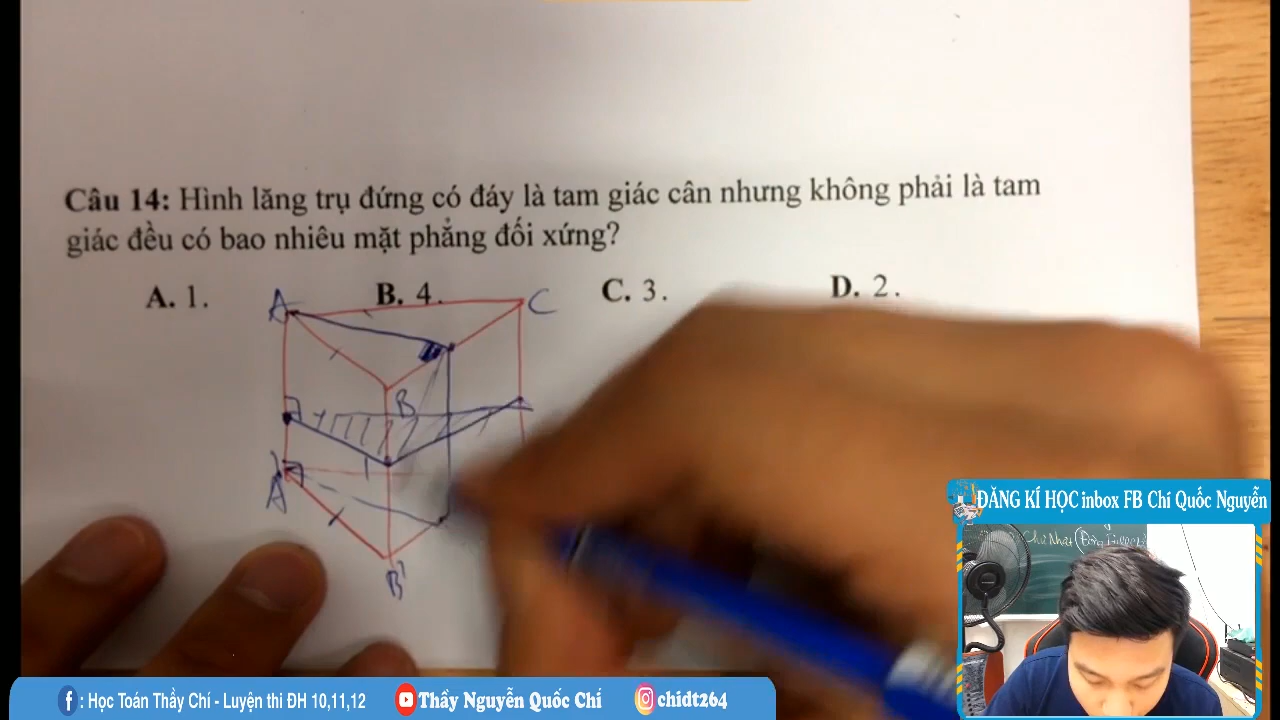 Câu 14: Hình lăng trụ đứng có đáy là tam giác cân nhưng không phải là tam
giác đều có bao nhiêu mặt phẳng đối xứng?
A. 1. B. 4. C. 3. D. 2.
A C
B
A'
B'
ĐĂNG KÍ HỌC inbox FB Chí Quốc Nguyễn
: Học Toán Thầy Chí - Luyện thi ĐH 10,11,12 Thầy Nguyễn Quốc Chí chidt264